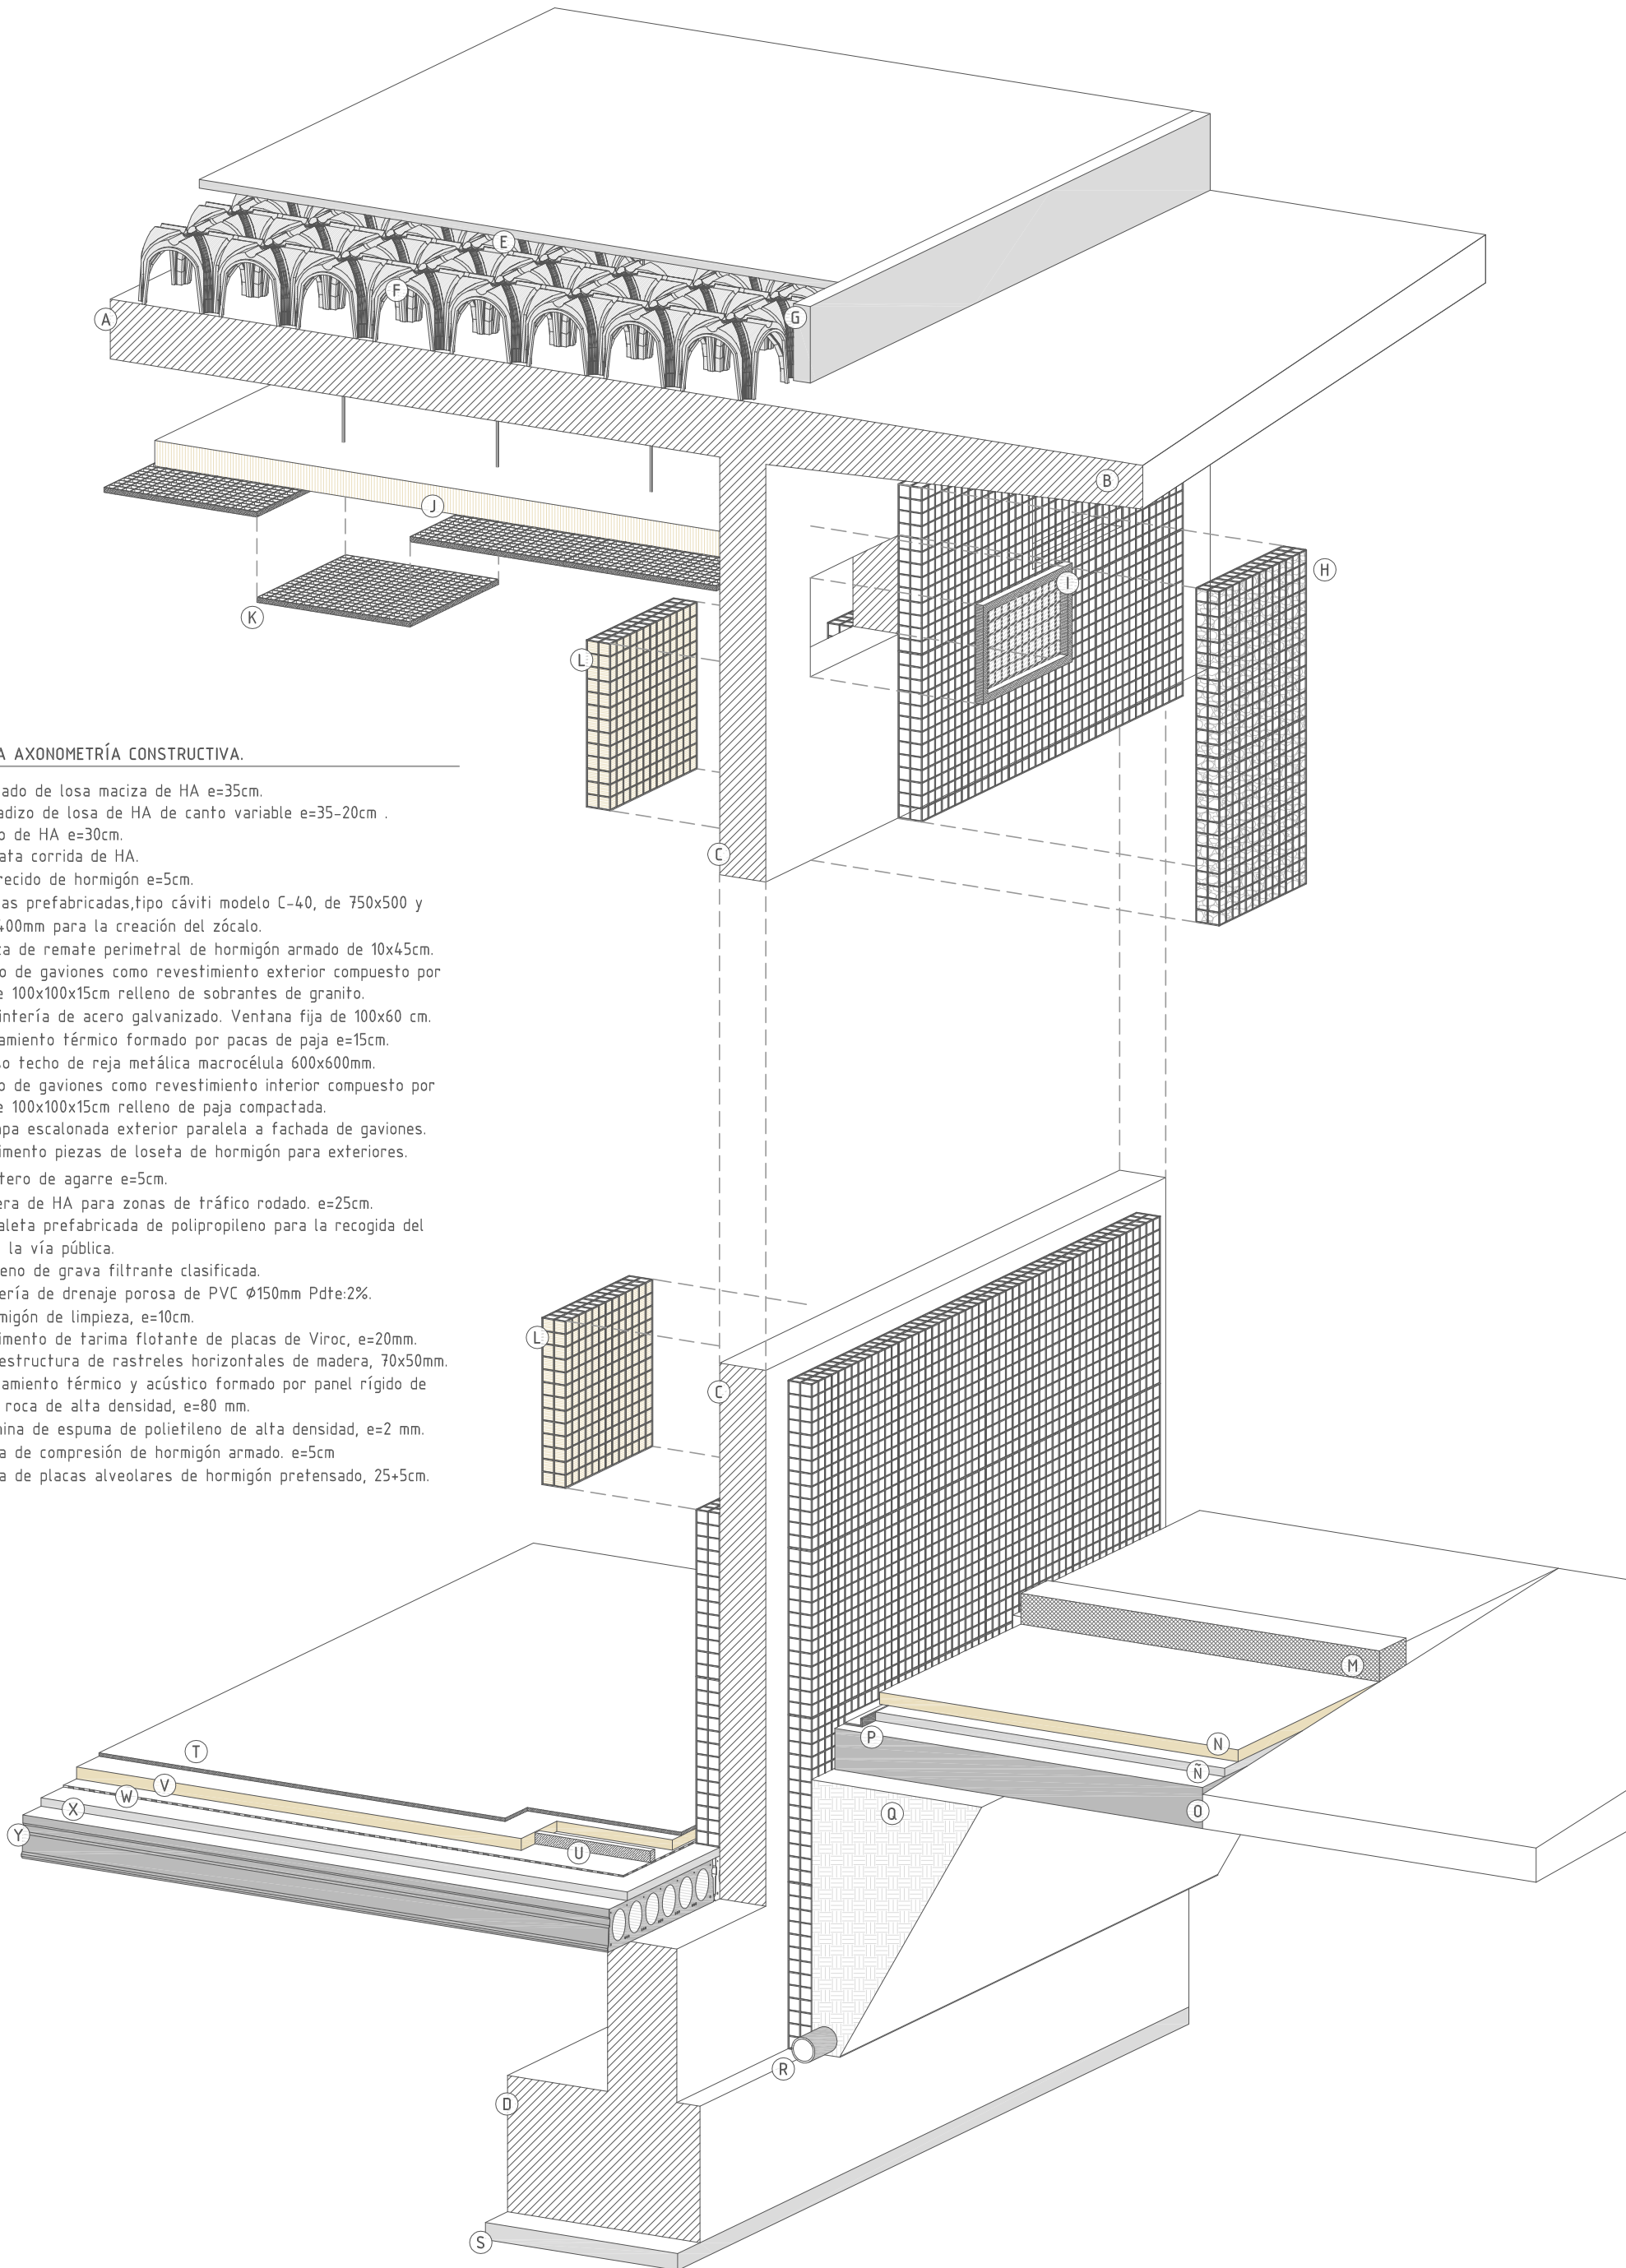 E
F
A
G
B
J
H
I
K
L
C
A AXONOMETRÍA CONSTRUCTIVA.
ado de losa maciza de HA e=35cm.
adizo de losa de HA de canto variable e=35-20cm .
o de HA e=30cm.
ata corrida de HA.
recido de hormigón e=5cm.
as prefabricadas,tipo cáviti modelo C-40, de 750x500 y
400mm para la creación del zócalo.
ta de remate perimetral de hormigón armado de 10x45cm.
o de gaviones como revestimiento exterior compuesto por
e 100x100x15cm relleno de sobrantes de granito.
intería de acero galvanizado. Ventana fija de 100x60 cm.
amiento térmico formado por pacas de paja e=15cm.
o techo de reja metálica macrocélula 600x600mm.
o de gaviones como revestimiento interior compuesto por
e 100x100x15cm relleno de paja compactada.
pa escalonada exterior paralela a fachada de gaviones.
imento piezas de loseta de hormigón para exteriores.
tero de agarre e=5cm.
era de HA para zonas de tráfico rodado. e=25cm.
aleta prefabricada de polipropileno para la recogida del
la vía pública.
eno de grava filtrante clasificada.
ería de drenaje porosa de PVC Ø150mm Pdte:2%.
migón de limpieza, e=10cm.
imento de tarima flotante de placas de Viroc, e=20mm.
estructura de rastreles horizontales de madera, 70x50mm.
amiento térmico y acústico formado por panel rígido de
roca de alta densidad, e=80 mm.
ina de espuma de polietileno de alta densidad, e=2 mm.
a de compresión de hormigón armado. e=5cm
a de placas alveolares de hormigón pretensado, 25+5cm.
L
C
M
P
N
T
Ñ
V
W
X
O
Q
Y
U
R
D
S